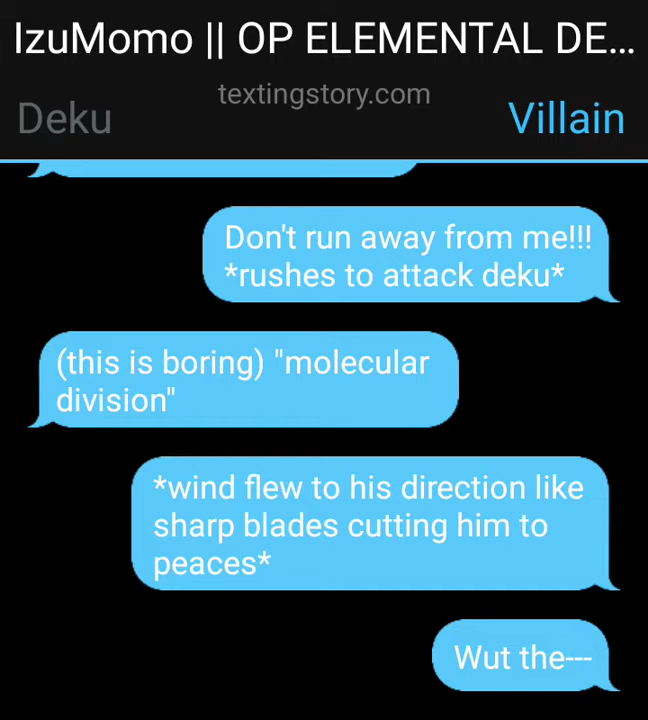 IzuMomo || OP ELEMENTAL DE...
textingstory.com
Deku
Villain
Don't run away from me!!!
*rushes to attack deku*
(this is boring) "molecular
division"
*wind flew to his direction like
sharp blades cutting him to
peaces*
Wut the---